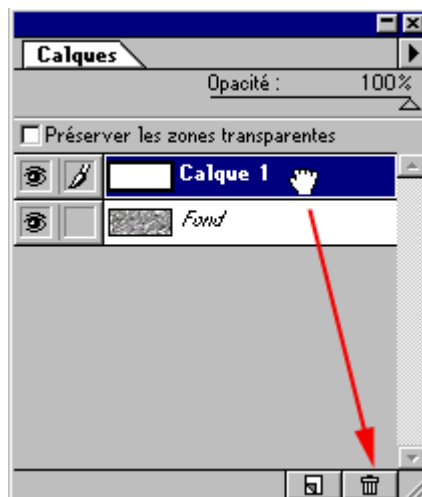 Calques
Opacité : 100%
Préserver les zones transparentes
Calque 1
Fond